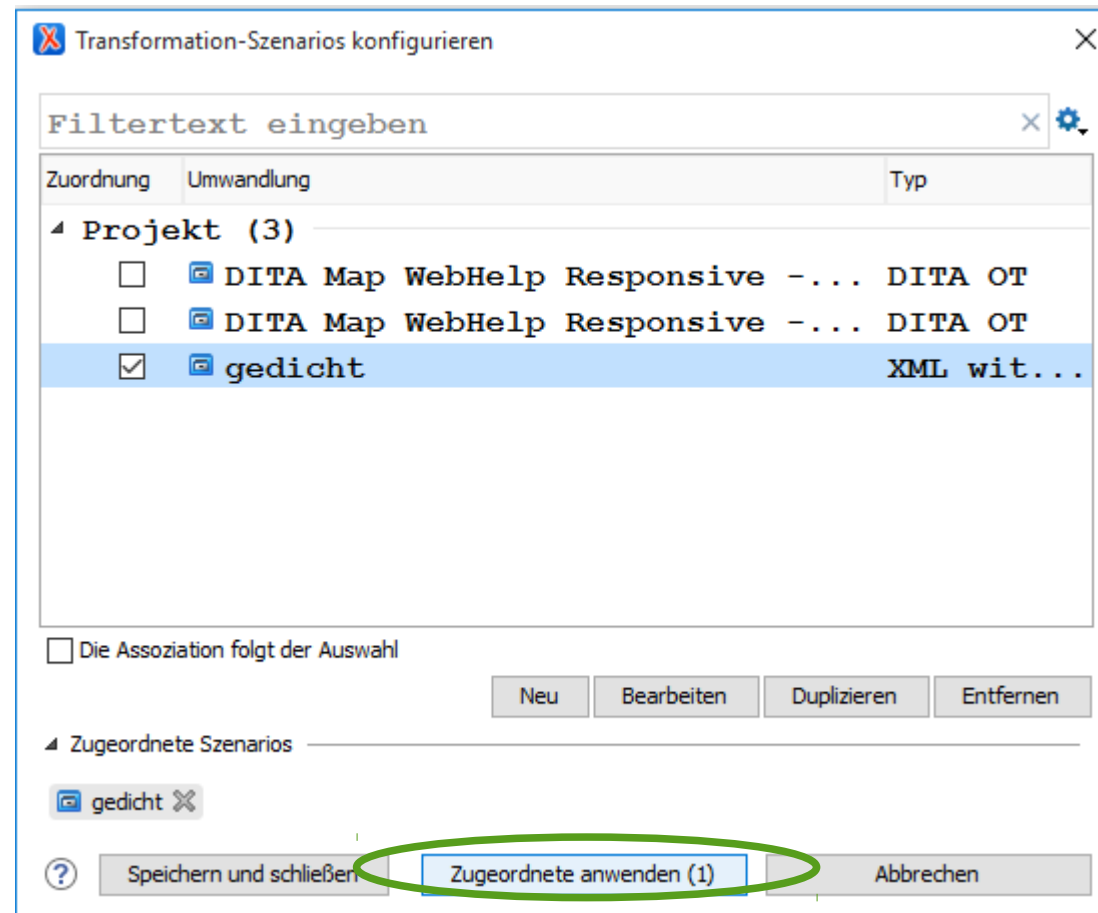 Transformation-Szenarios konfigurieren
Filtertext eingeben
Zuordnung Umwandlung Typ
Projekt (3)
DITA Map WebHelp Responsive -... DITA OT
DITA Map WebHelp Responsive -... DITA OT
gedicht XML wit...
Die Assoziation folgt der Auswahl
Neu Bearbeiten Duplizieren Entfernen
Zugeordnete Szenarios
gedicht
? Speichern und schließen Zugeordnete anwenden (1) Abbrechen